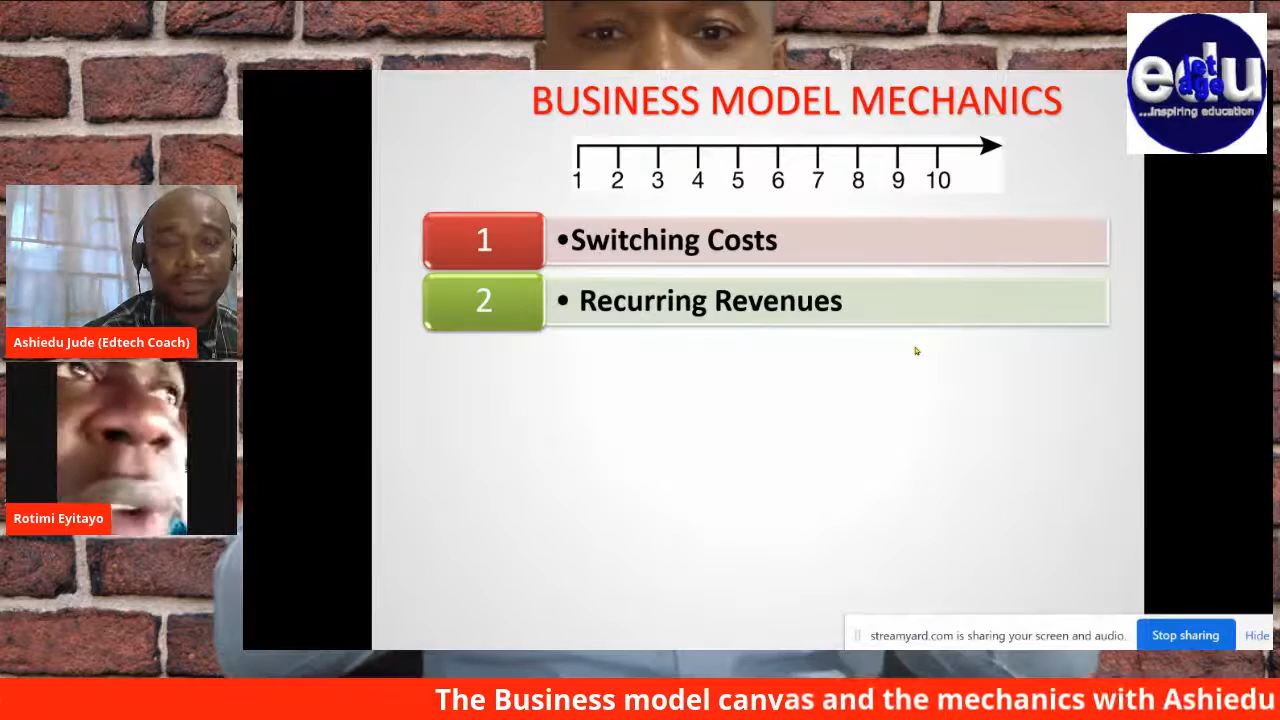 BUSINESS MODEL MECHANICS
1 2 3 4 5 6 7 8 9 10
1 •Switching Costs
2 • Recurring Revenues
edu
let
age
...inspiring education
Ashiedu Jude (Edtech Coach)
Rotimi Eyitayo
streamyard.com is sharing your screen and audio. Stop sharing Hide
The Business model canvas and the mechanics with Ashiedu